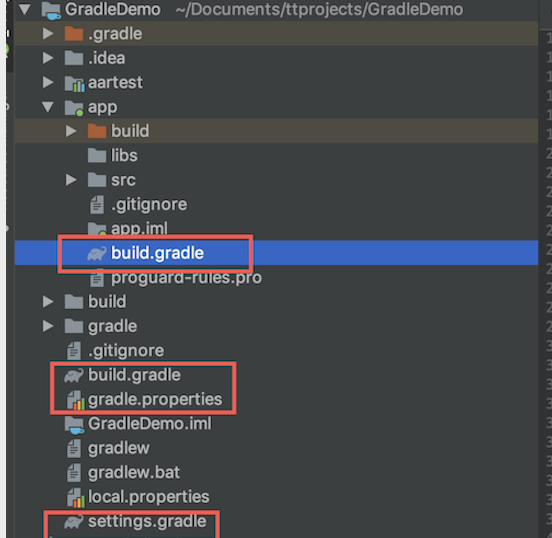 GradleDemo ~/Documents/ttprojects/GradleDemo
.gradle
.idea
aartest
app
build
libs
src
.gitignore
app.iml
build.gradle
proguard-rules.pro
build
gradle
.gitignore
build.gradle
gradle.properties
GradleDemo.iml
gradlew
gradlew.bat
local.properties
settings.gradle